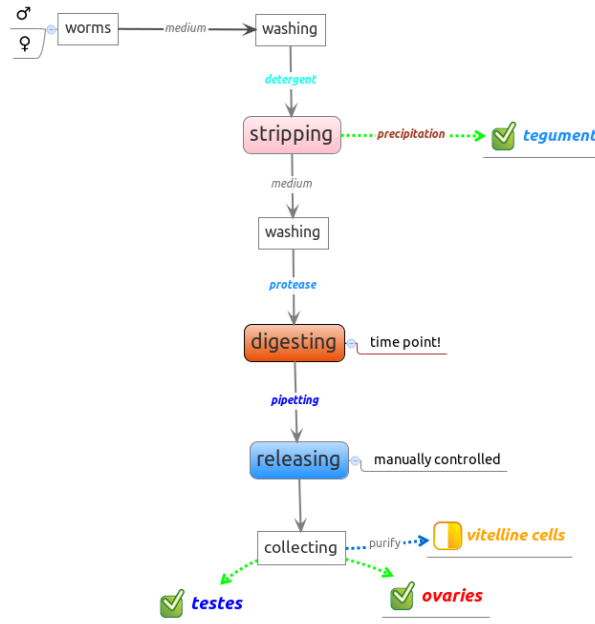 ♂
worms
medium
washing
♀
detergent
stripping
precipitation
tegument
medium
washing
protease
digesting
time point!
pipetting
releasing
manually controlled
collecting
purify
vitelline cells
testes
ovaries